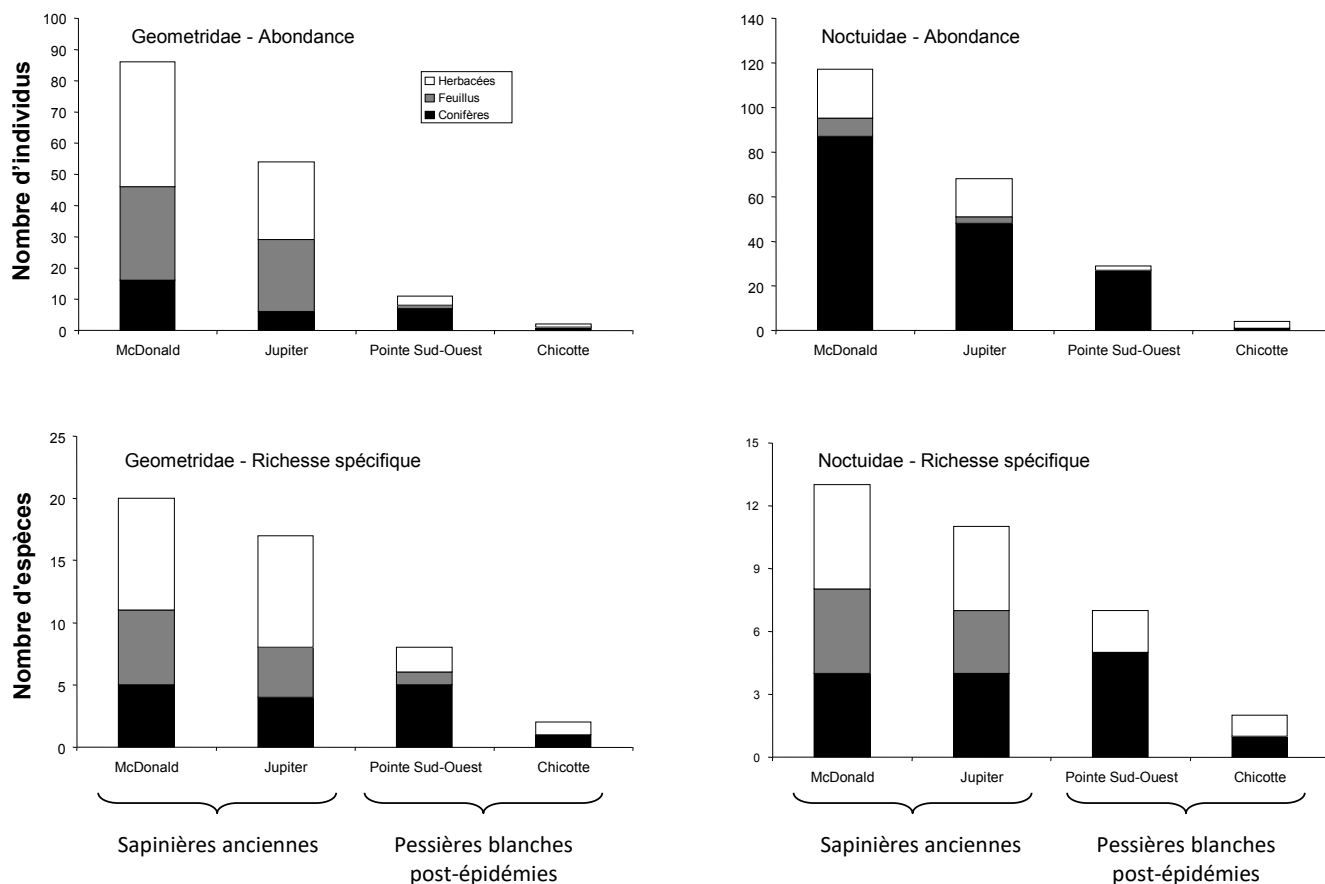 Geometridae - Abondance
Nombre d'individus
100
90
80
70
60
50
40
30
20
10
0
Herbacées
Feuillus
Conifères
McDonald Jupiter Pointe Sud-Ouest Chicotte
Noctuidae - Abondance
140
120
100
80
60
40
20
0
McDonald Jupiter Pointe Sud-Ouest Chicotte
Geometridae - Richesse spécifique
Nombre d'espèces
25
20
15
10
5
0
McDonald Jupiter Pointe Sud-Ouest Chicotte
Sapinières anciennes
Pessières blanches
post-épidémies
Noctuidae - Richesse spécifique
15
12
9
6
3
0
McDonald Jupiter Pointe Sud-Ouest Chicotte
Sapinières anciennes
Pessières blanches
post-épidémies